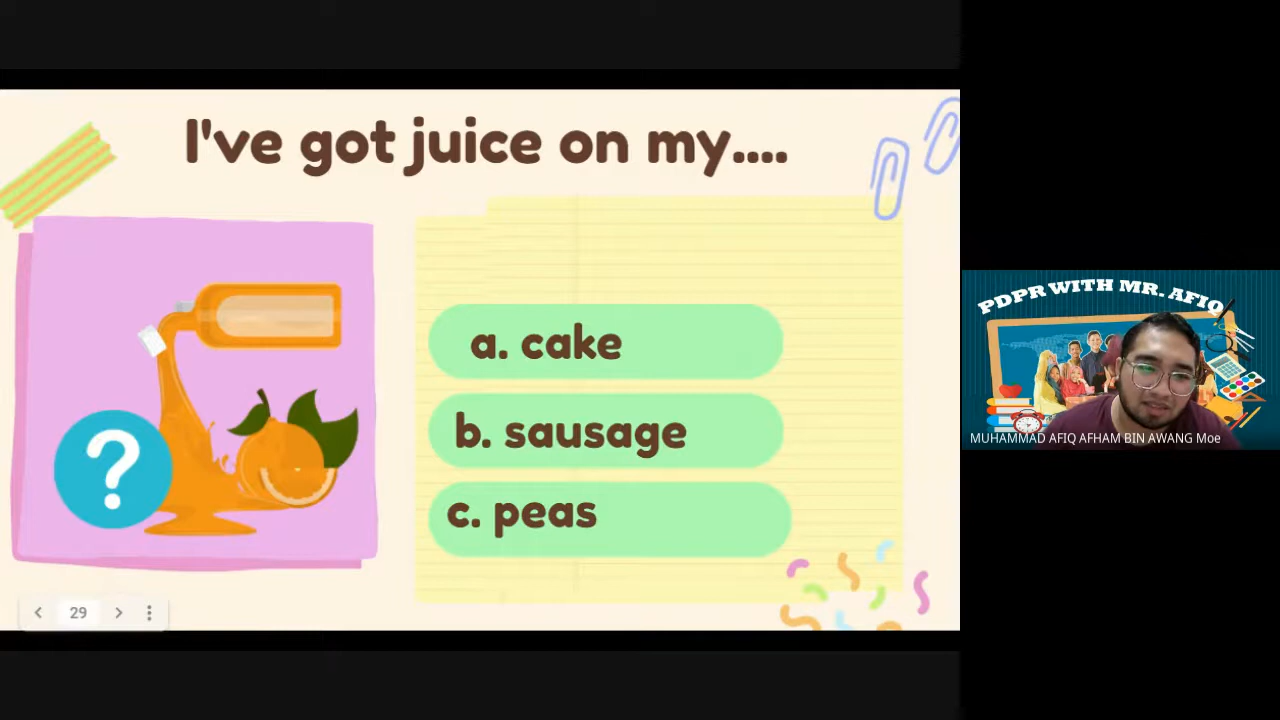 I've got juice on my....
?
a. cake
b. sausage
c. peas
29
PDPR WITH MR. AFIQ
MUHAMMAD AFIQ AFHAM BIN AWANG Moe